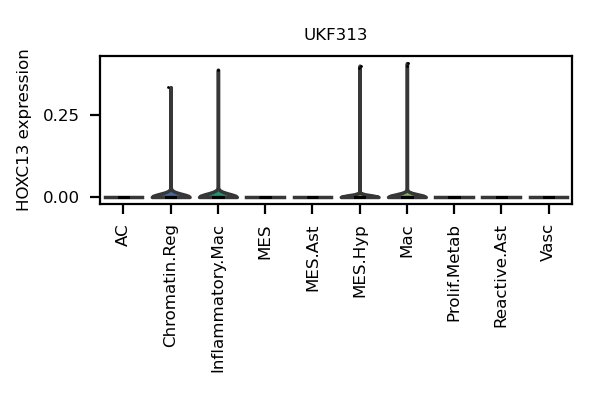 UKF313
HOXC13 expression
0.25
0.00
AC
Chromatin.Reg
Inflammatory.Mac
MES
MES.Ast
MES.Hyp
Mac
Prolif.Metab
Reactive.Ast
Vasc